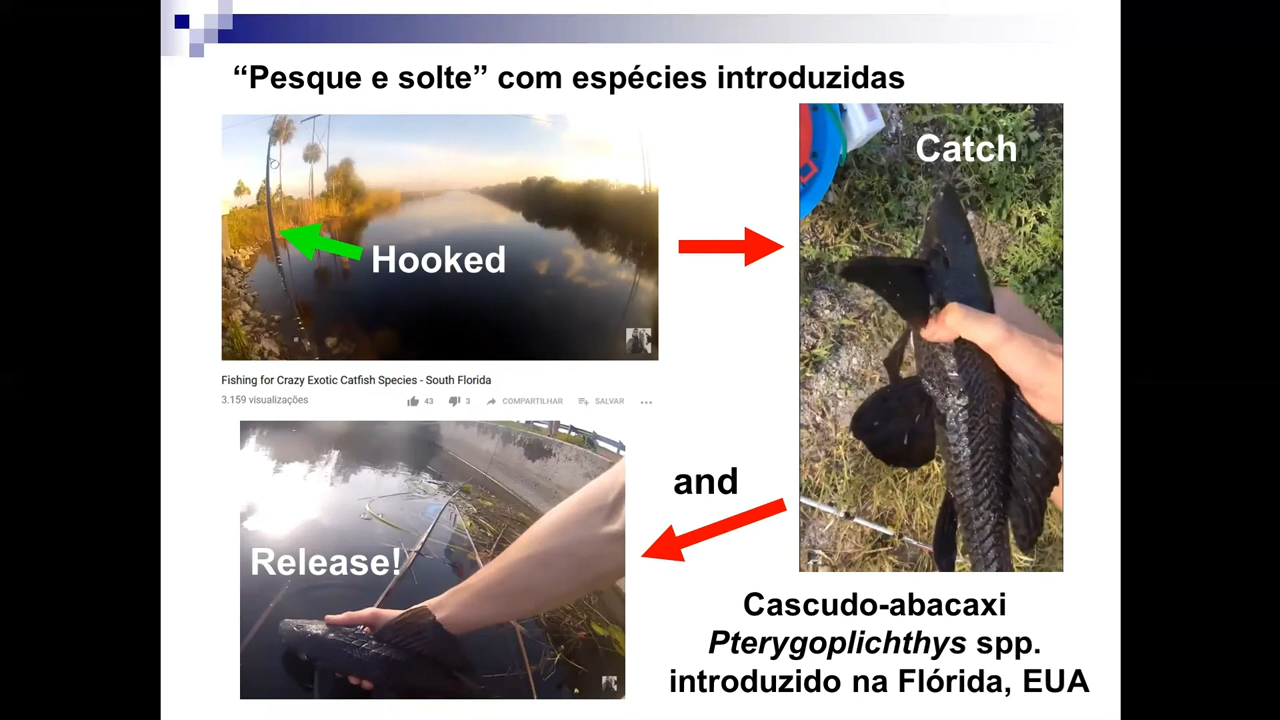 “Pesque e solte” com espécies introduzidas
Hooked
Catch
Fishing for Crazy Exotic Catfish Species - South Florida
3.159 visualizações
43
3
COMPARTILHAR
SALVAR
and
Release!
Cascudo-abacaxi
Pterygoplichthys spp.
introduzido na Flórida, EUA